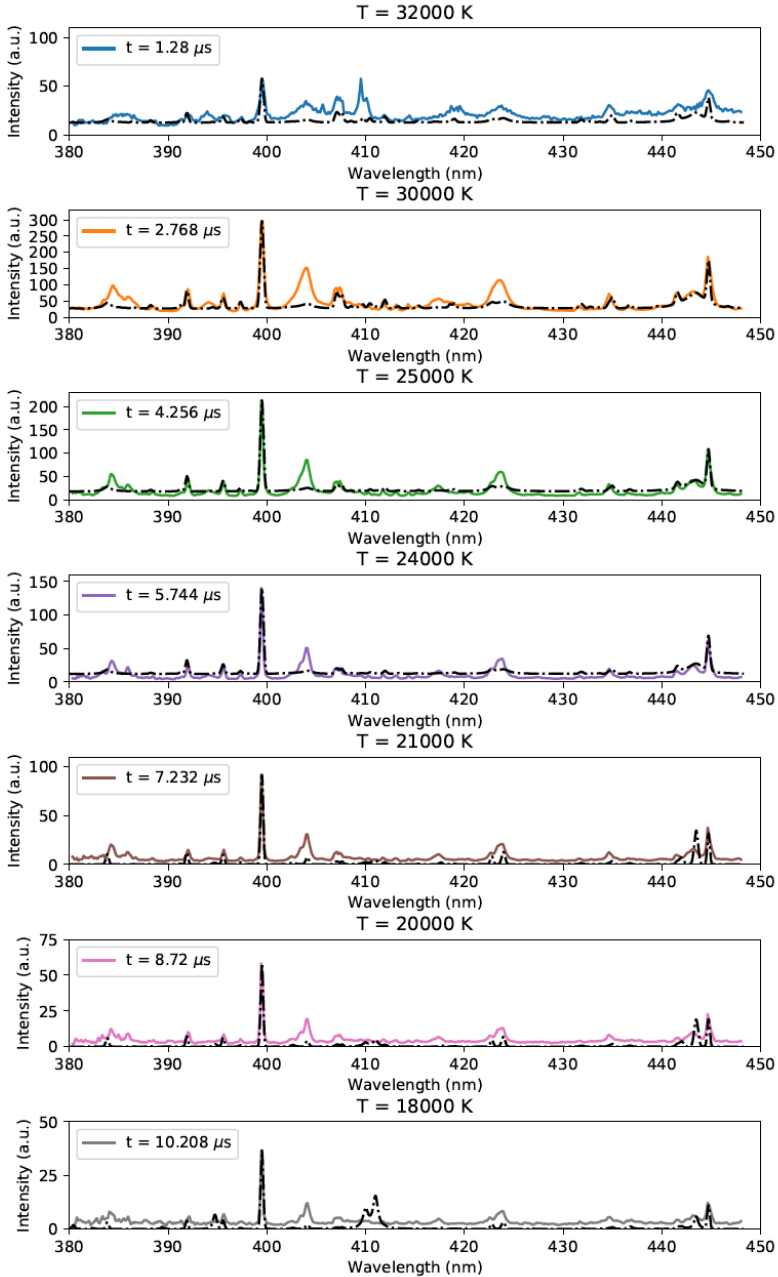 T = 32000 K
Intensity (a.u.)
100
50
0
t = 1.28 μs
380 390 400 410 420 430 440 450
Wavelength (nm)
T = 30000 K
Intensity (a.u.)
300
250
200
150
100
50
0
t = 2.768 μs
380 390 400 410 420 430 440 450
Wavelength (nm)
T = 25000 K
Intensity (a.u.)
200
150
100
50
0
t = 4.256 μs
380 390 400 410 420 430 440 450
Wavelength (nm)
T = 24000 K
Intensity (a.u.)
150
100
50
0
t = 5.744 μs
380 390 400 410 420 430 440 450
Wavelength (nm)
T = 21000 K
Intensity (a.u.)
100
50
0
t = 7.232 μs
380 390 400 410 420 430 440 450
Wavelength (nm)
T = 20000 K
Intensity (a.u.)
75
50
25
0
t = 8.72 μs
380 390 400 410 420 430 440 450
Wavelength (nm)
T = 18000 K
Intensity (a.u.)
50
25
0
t = 10.208 μs
380 390 400 410 420 430 440 450
Wavelength (nm)